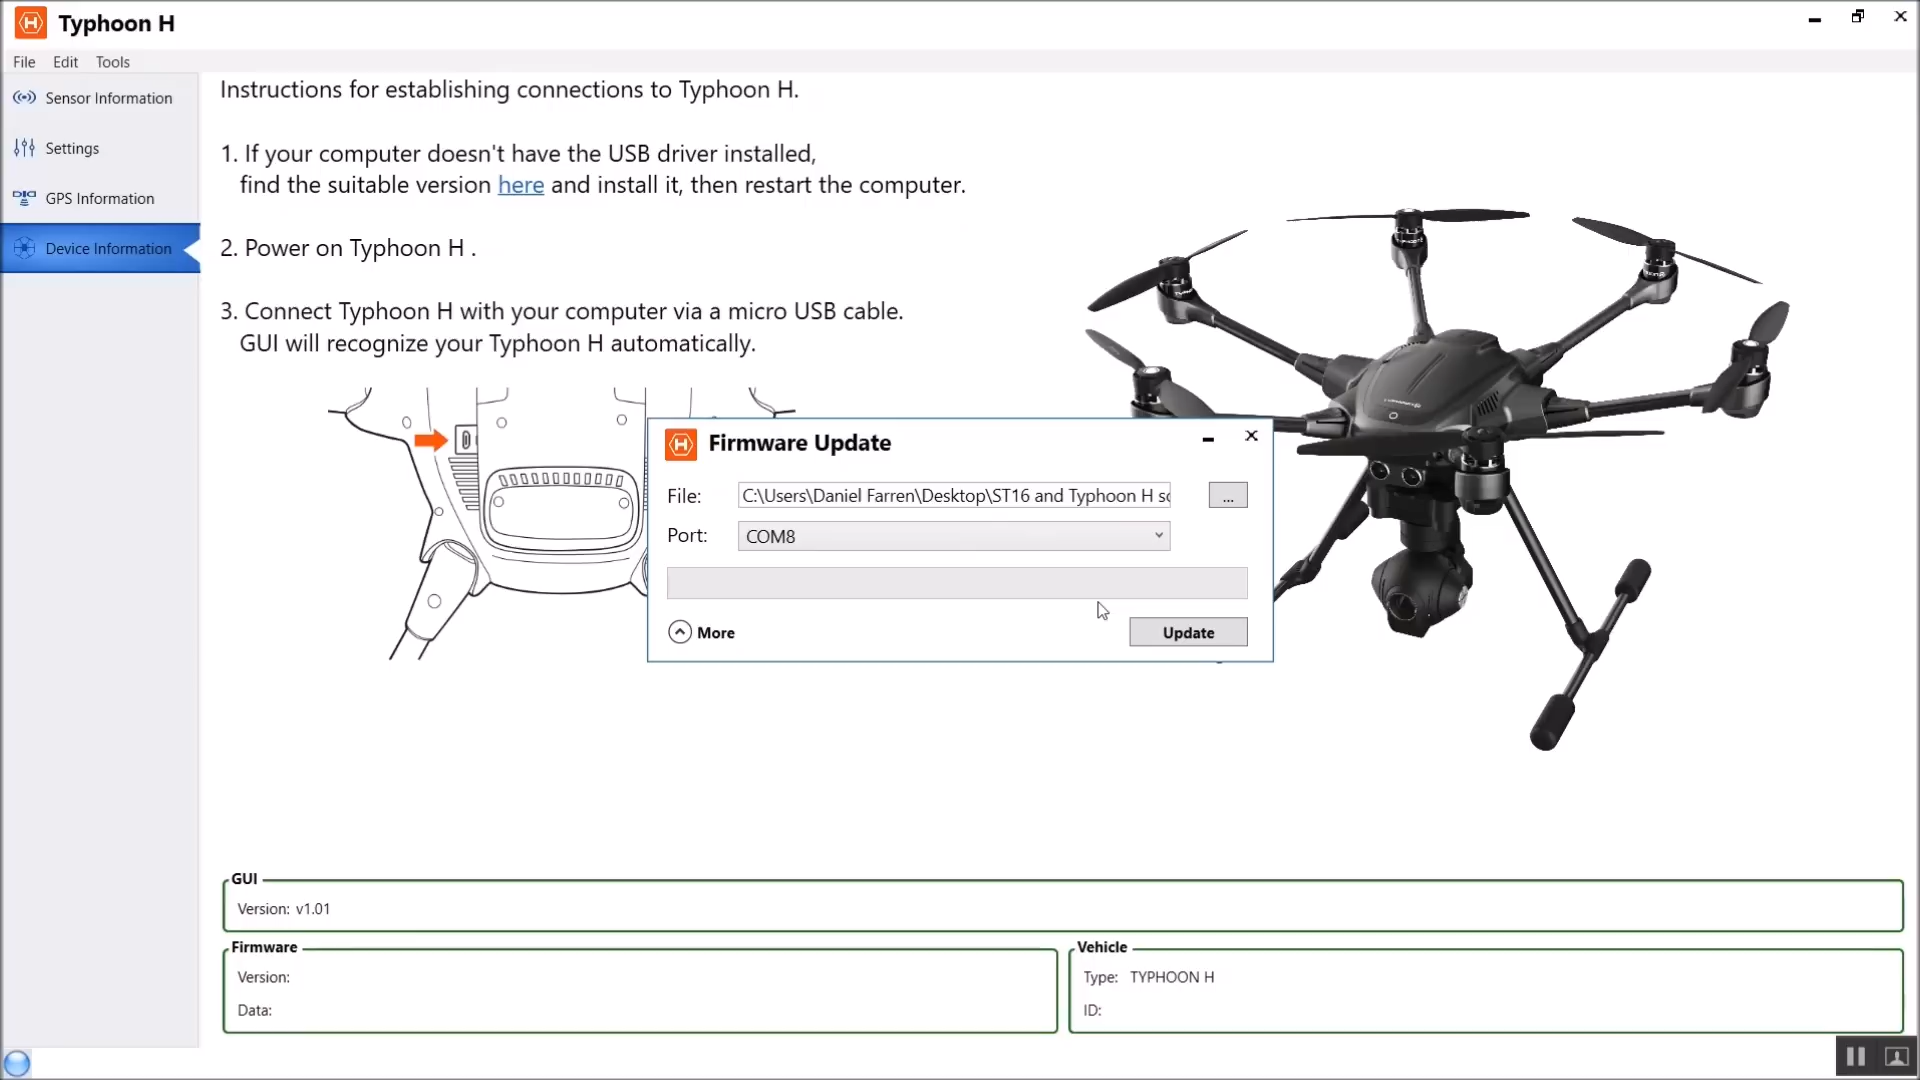 Typhoon H
File Edit Tools
Sensor Information
Settings
GPS Information
Device Information
Instructions for establishing connections to Typhoon H.
1. If your computer doesn't have the USB driver installed,
find the suitable version here and install it, then restart the computer.
2. Power on Typhoon H .
3. Connect Typhoon H with your computer via a micro USB cable.
GUI will recognize your Typhoon H automatically.
Firmware Update
File: C:\Users\Daniel Farren\Desktop\ST16 and Typhoon H sc ...
Port: COM8
More
Update
GUI
Version: v1.01
Firmware
Version:
Data:
Vehicle
Type: TYPHOON H
ID: